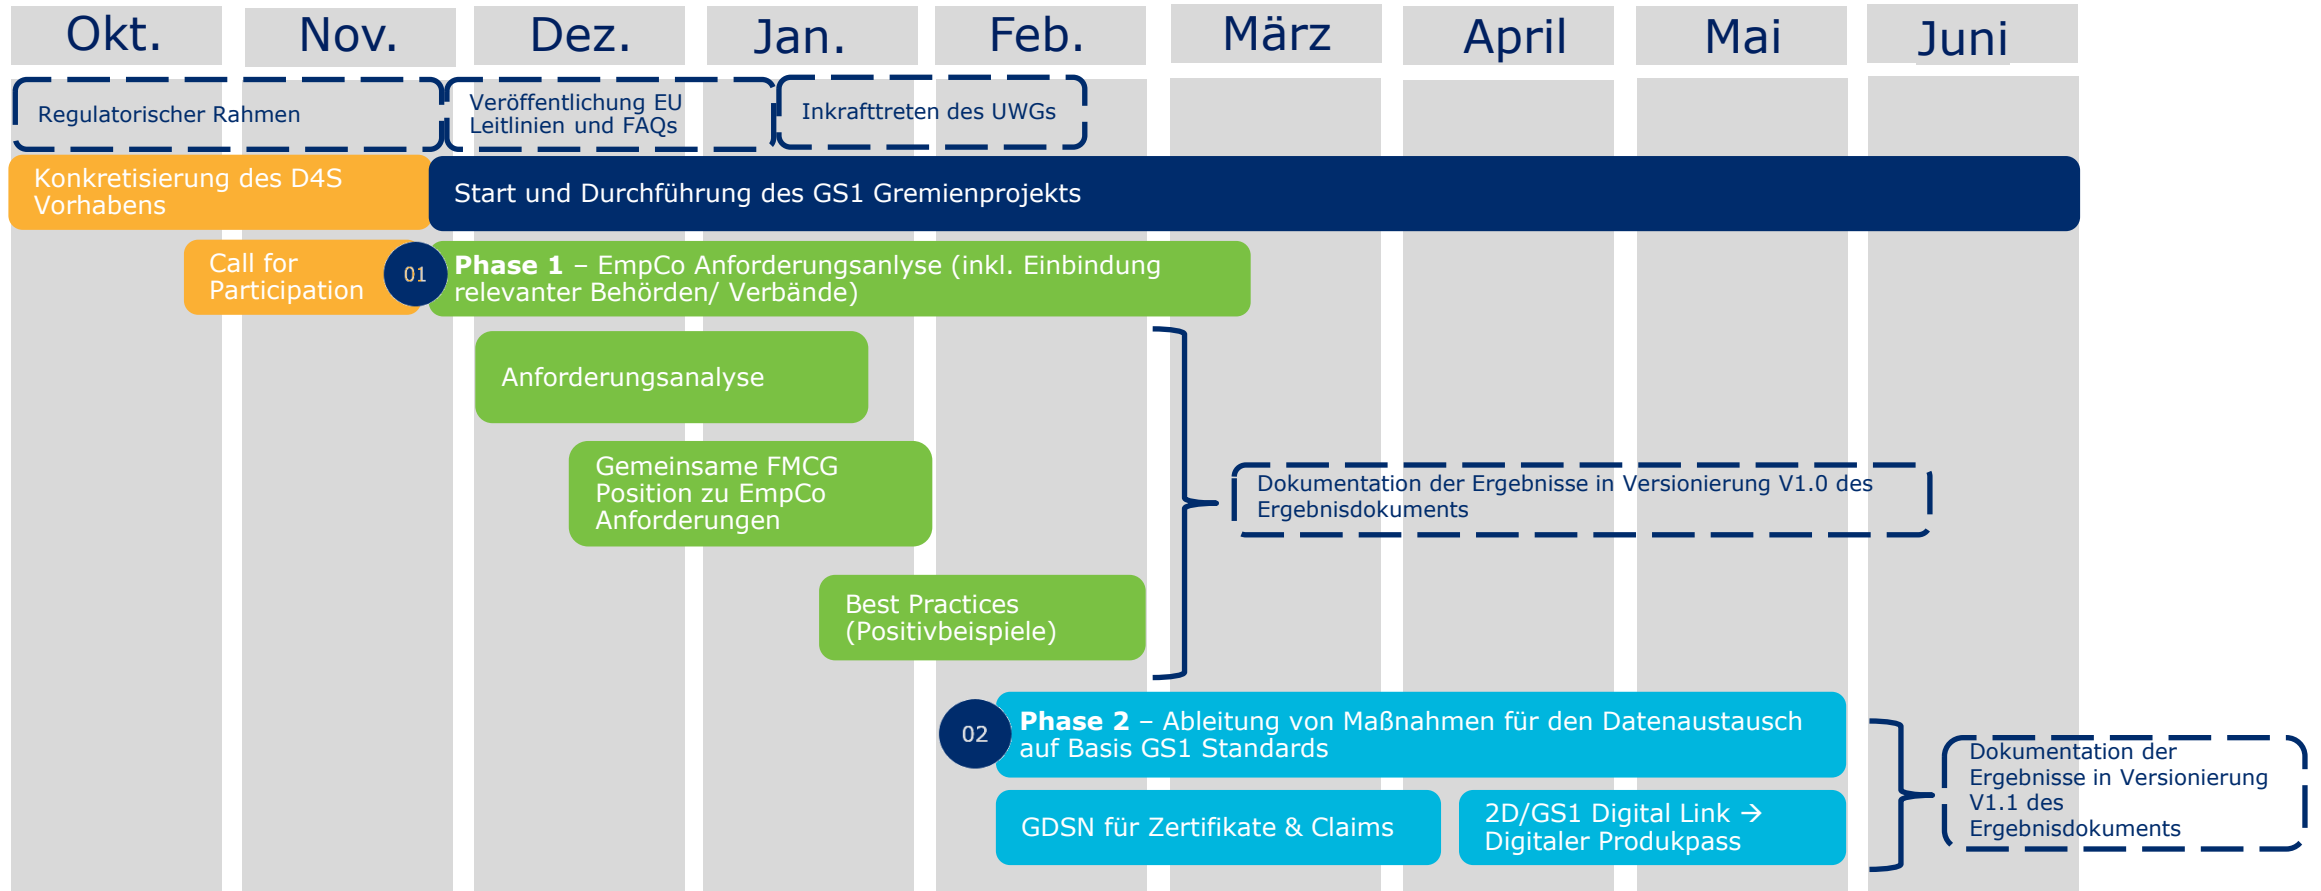 Okt.
Nov.
Dez.
Jan.
Feb.
März
April
Mai
Juni
Regulatorischer Rahmen
Veröffentlichung EU
Leitlinien und FAQs
Inkrafttreten des UWGs
Konkretisierung des D4S
Vorhabens
Start und Durchführung des GS1 Gremienprojekts
Call for
Participation
01
Phase 1 – EmpCo Anforderungsanlyse (inkl. Einbindung
relevanter Behörden/ Verbände)
Anforderungsanalyse
Gemeinsame FMCG
Position zu EmpCo
Anforderungen
Dokumentation der Ergebnisse in Versionierung V1.0 des
Ergebnisdokuments
Best Practices
(Positivbeispiele)
02
Phase 2 – Ableitung von Maßnahmen für den Datenaustausch
auf Basis GS1 Standards
GDSN für Zertifikate & Claims
2D/GS1 Digital Link →
Digitaler Produkpass
Dokumentation der
Ergebnisse in Versionierung
V1.1 des
Ergebnisdokuments